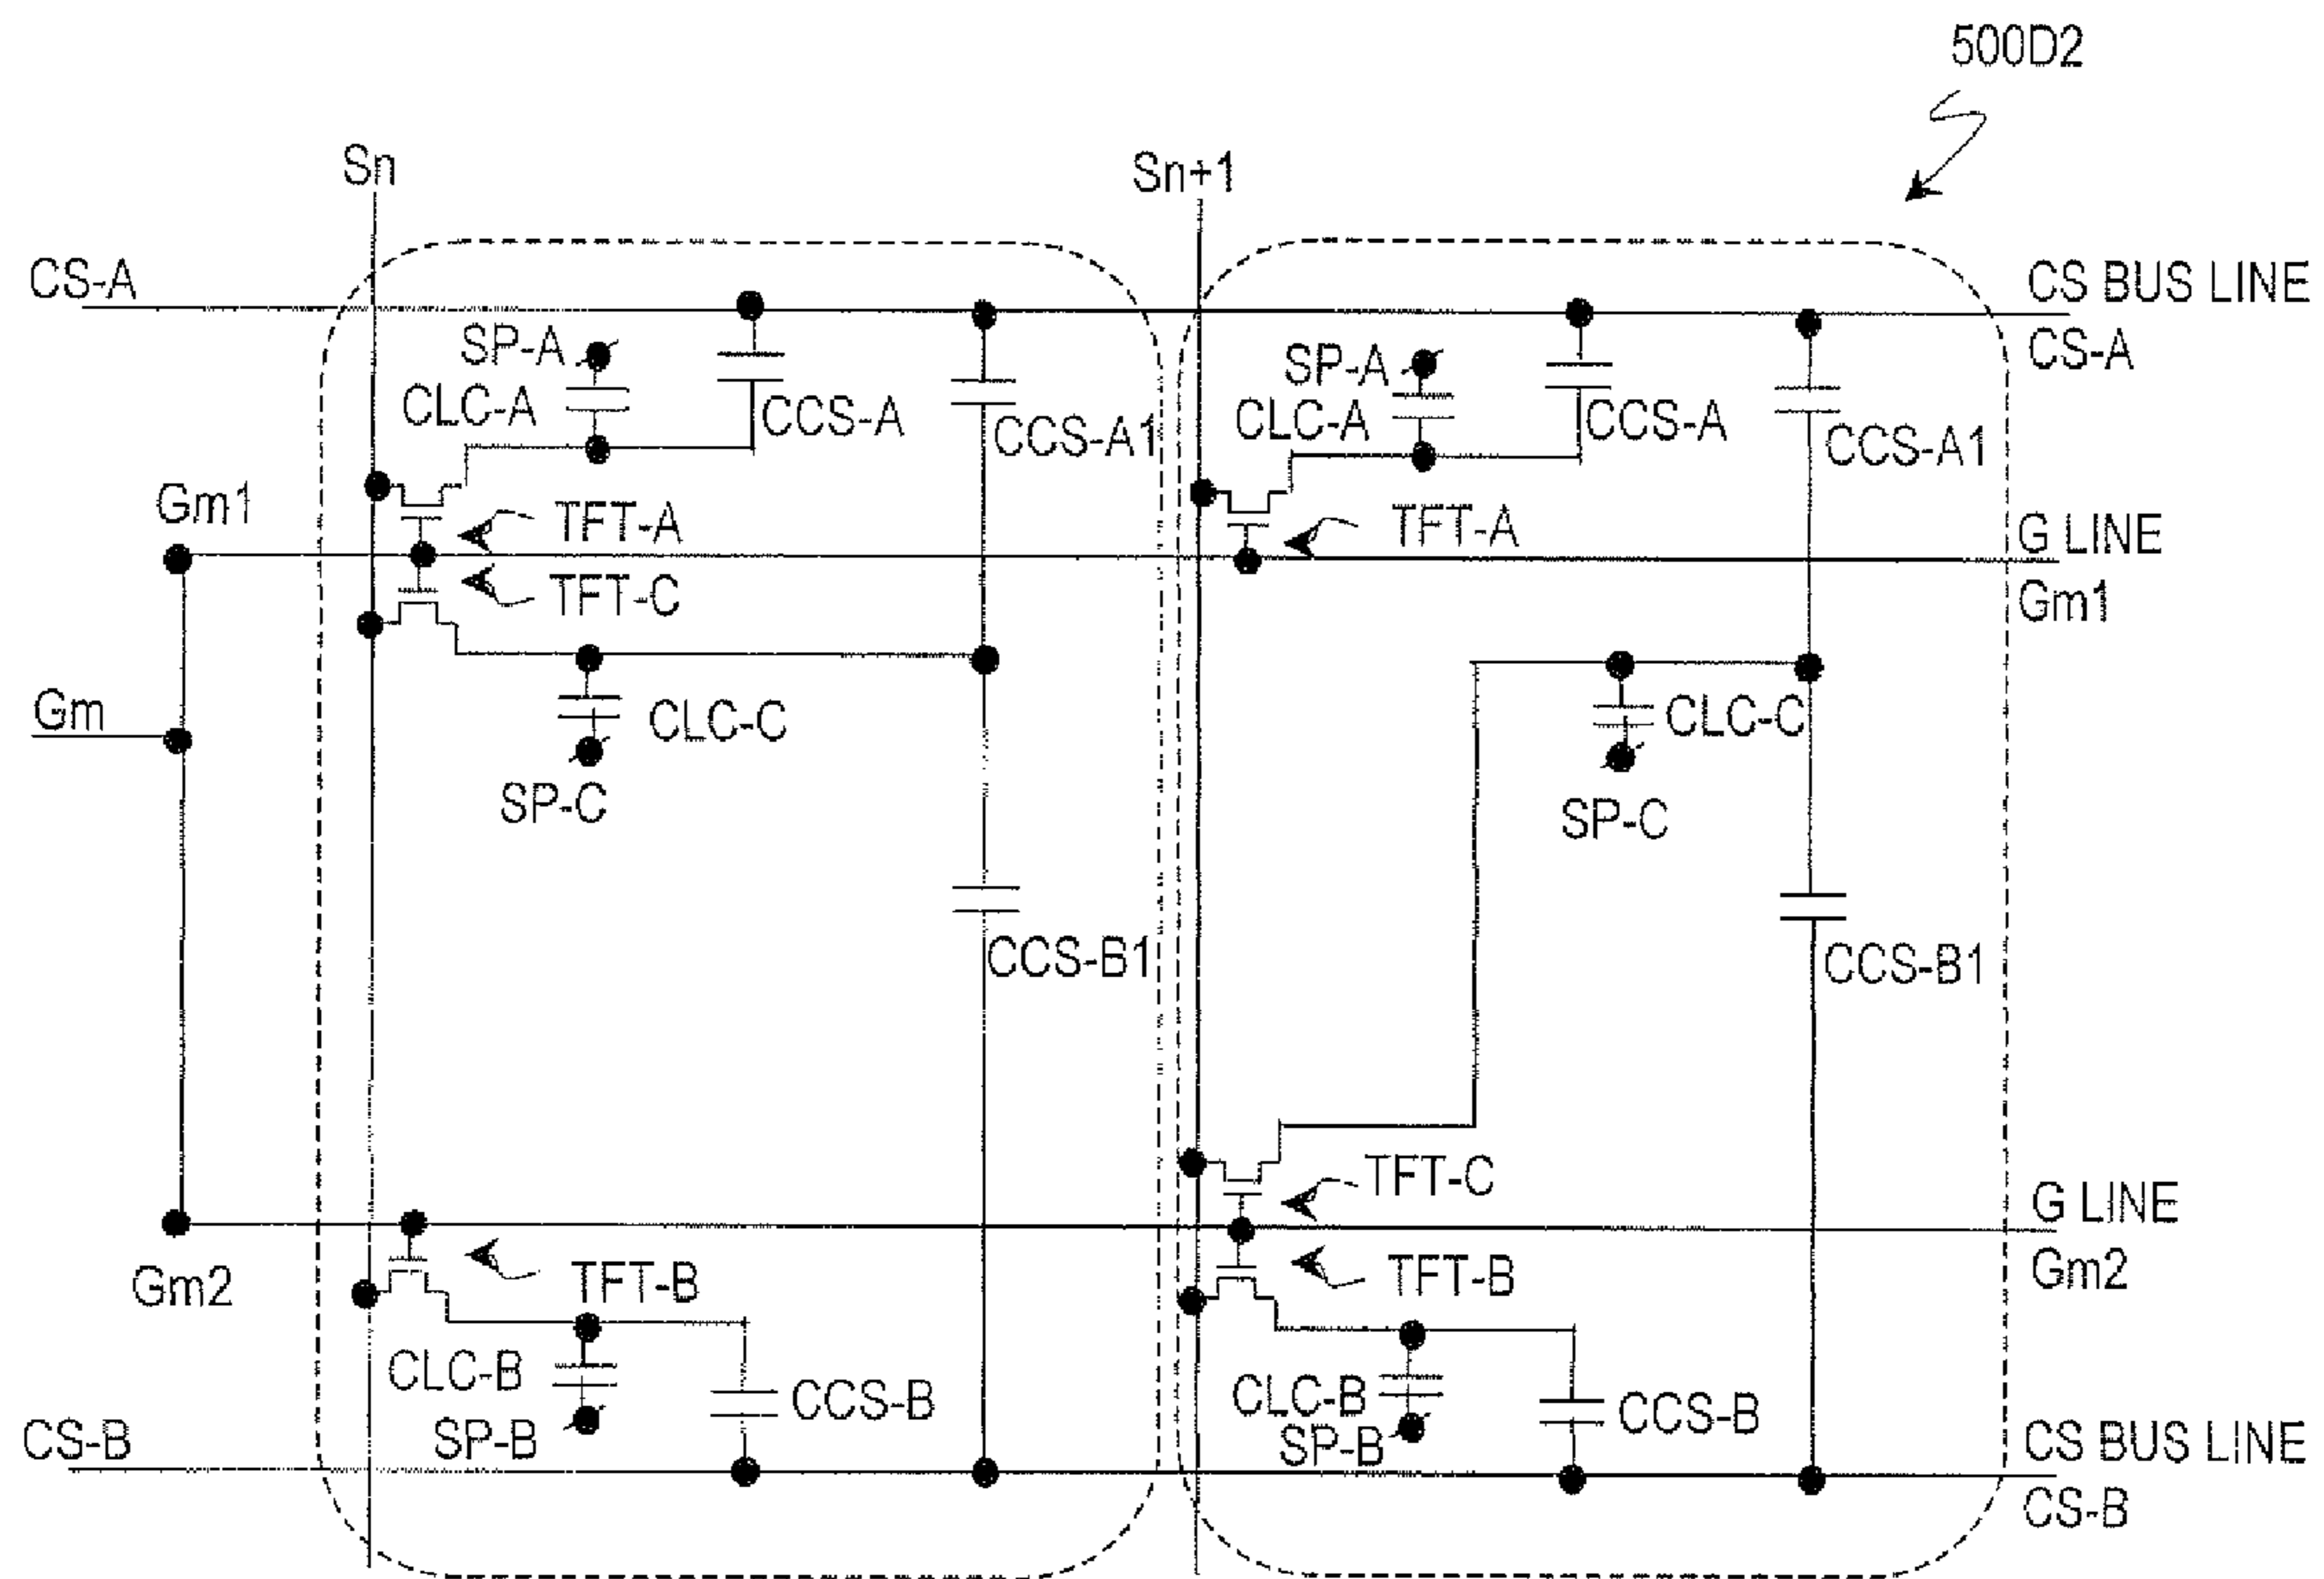 500D2
Sn
Sn+1
CS-A
CS BUS LINE
CS-A
SP-A
CLC-A
CCS-A
CCS-A1
SP-A
CLC-A
CCS-A
CCS-A1
Gm1
TFT-A
TFT-A
G LINE
Gm1
TFT-C
Gm
CLC-C
SP-C
CLC-C
SP-C
CCS-B1
CCS-B1
TFT-C
G LINE
Gm2
Gm2
TFT-B
TFT-B
CLC-B
SP-B
CCS-B
CLC-B
SP-B
CCS-B
CS-B
CS BUS LINE
CS-B